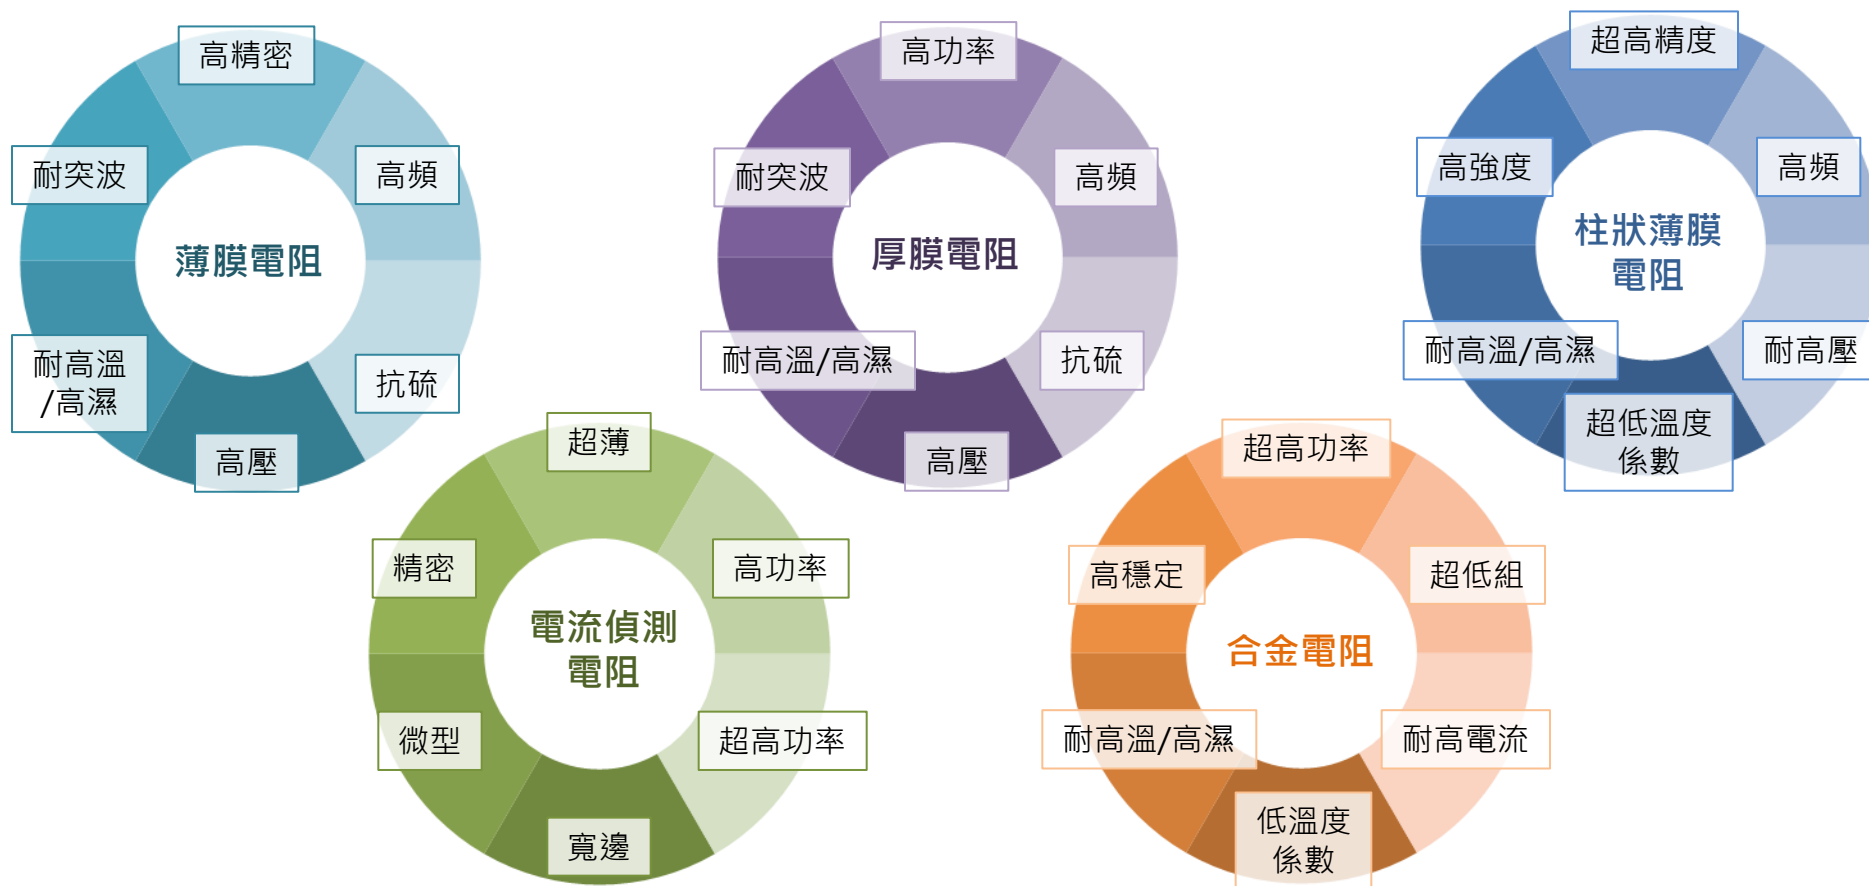 高精密
耐突波
高頻
薄膜電阻
耐高溫
/高濕
抗硫
高壓
高功率
耐突波
高頻
厚膜電阻
耐高溫/高濕
抗硫
高壓
超高精度
高強度
高頻
柱狀薄膜
電阻
耐高溫/高濕
耐高壓
超低溫度
係數
超薄
精密
高功率
電流偵測
電阻
微型
超高功率
寬邊
超高功率
高穩定
超低組
合金電阻
耐高溫/高濕
耐高電流
低溫度
係數